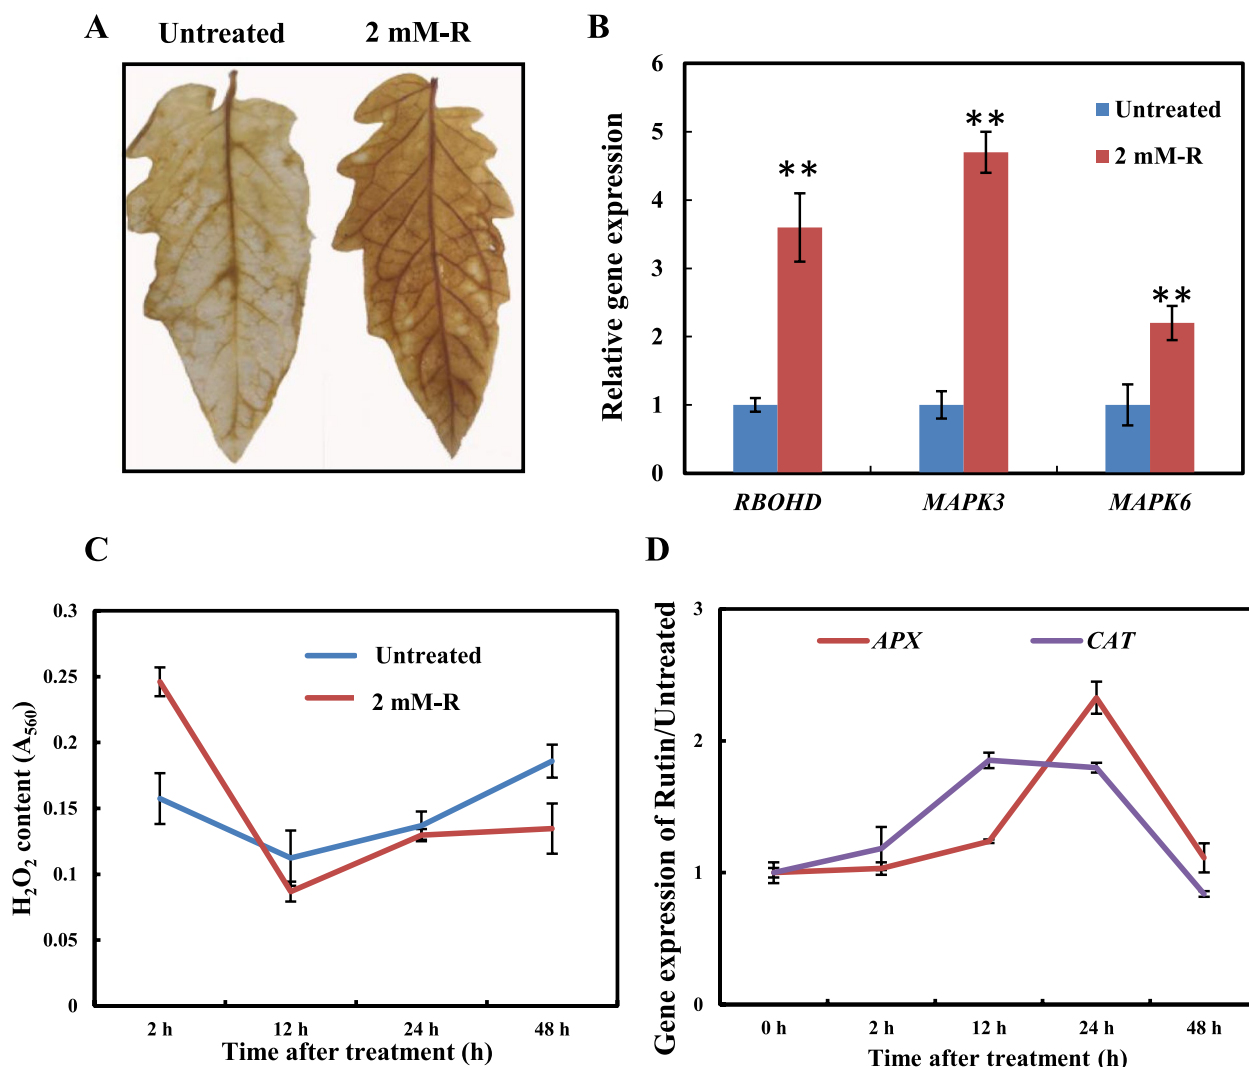 A
Untreated
2 mM-R
B
Relative gene expression
6
5
4
3
2
1
0
Untreated
2 mM-R
**
**
**
RBOHD
MAPK3
MAPK6
C
H₂O₂ content (A₅₆₀)
0.3
0.25
0.2
0.15
0.1
0.05
0
Untreated
2 mM-R
2 h
12 h
24 h
48 h
Time after treatment (h)
D
Gene expression of Rutin/Untreated
3
2
1
0
APX
CAT
0 h
2 h
12 h
24 h
48 h
Time after treatment (h)